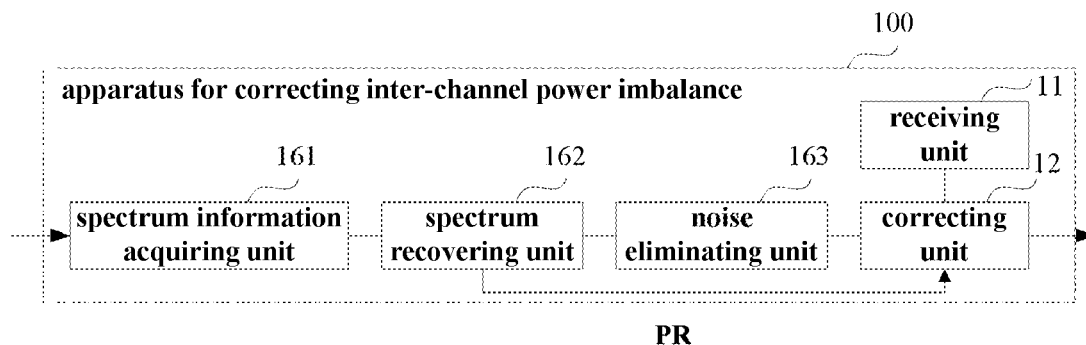 100
apparatus for correcting inter-channel power imbalance
11
receiving
unit
161
162
163
12
spectrum information
acquiring unit
spectrum
recovering unit
noise
eliminating unit
correcting
unit
PR